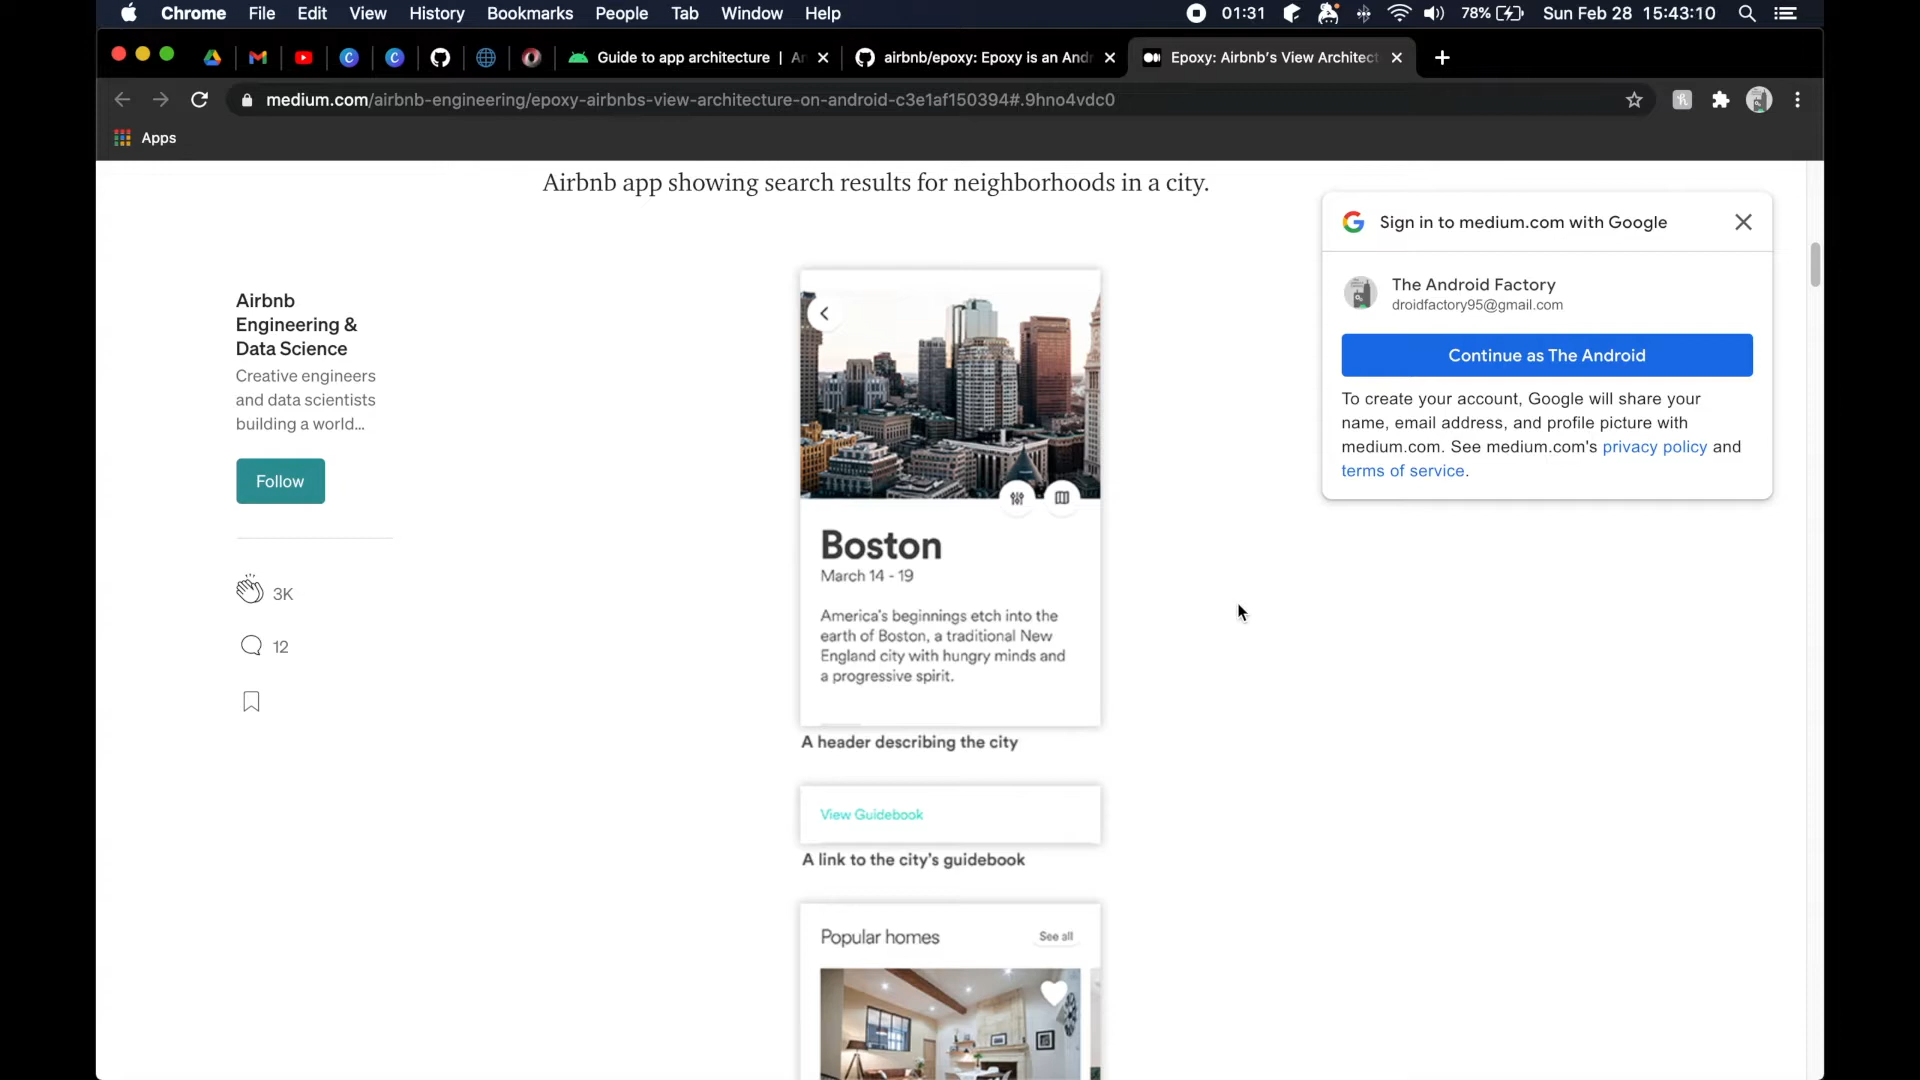 Chrome File Edit View History Bookmarks People Tab Window Help 01:31 78% Sun Feb 28 15:43:10
Guide to app architecture | An
airbnb/epoxy: Epoxy is an Andr
Epoxy: Airbnb's View Architect
medium.com/airbnb-engineering/epoxy-airbnbs-view-architecture-on-android-c3e1af150394#.9hno4vdc0
Apps
Airbnb app showing search results for neighborhoods in a city.
Airbnb
Engineering &
Data Science
Creative engineers
and data scientists
building a world...
Follow
3K
12
Boston
March 14 - 19
America's beginnings etch into the
earth of Boston, a traditional New
England city with hungry minds and
a progressive spirit.
A header describing the city
View Guidebook
A link to the city's guidebook
Popular homes
See all
Sign in to medium.com with Google
The Android Factory
droidfactory95@gmail.com
Continue as The Android
To create your account, Google will share your
name, email address, and profile picture with
medium.com. See medium.com's privacy policy and
terms of service.